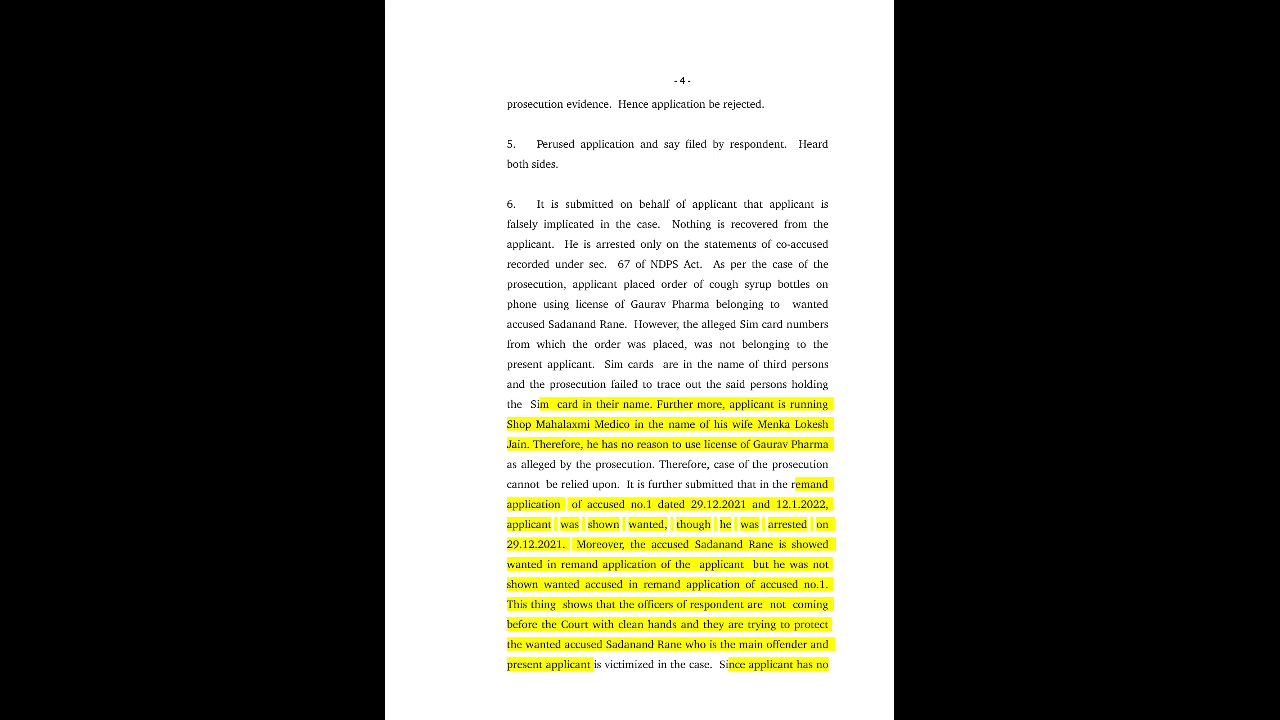 - 4 -
prosecution evidence. Hence application be rejected.
5. Perused application and say filed by respondent. Heard
both sides.
6. It is submitted on behalf of applicant that applicant is
falsely implicated in the case. Nothing is recovered from the
applicant. He is arrested only on the statements of co-accused
recorded under sec. 67 of NDPS Act. As per the case of the
prosecution, applicant placed order of cough syrup bottles on
phone using license of Gaurav Pharma belonging to wanted
accused Sadanand Rane. However, the alleged Sim card numbers
from which the order was placed, was not belonging to the
present applicant. Sim cards are in the name of third persons
and the prosecution failed to trace out the said persons holding
the Sim card in their name. Further more, applicant is running
Shop Mahalaxmi Medico in the name of his wife Menka Lokesh
Jain. Therefore, he has no reason to use license of Gaurav Pharma
as alleged by the prosecution. Therefore, case of the prosecution
cannot be relied upon. It is further submitted that in the remand
application of accused no.1 dated 29.12.2021 and 12.1.2022,
applicant was shown wanted, though he was arrested on
29.12.2021. Moreover, the accused Sadanand Rane is showed
wanted in remand application of the applicant but he was not
shown wanted accused in remand application of accused no.1.
This thing shows that the officers of respondent are not coming
before the Court with clean hands and they are trying to protect
the wanted accused Sadanand Rane who is the main offender and
present applicant is victimized in the case. Since applicant has no